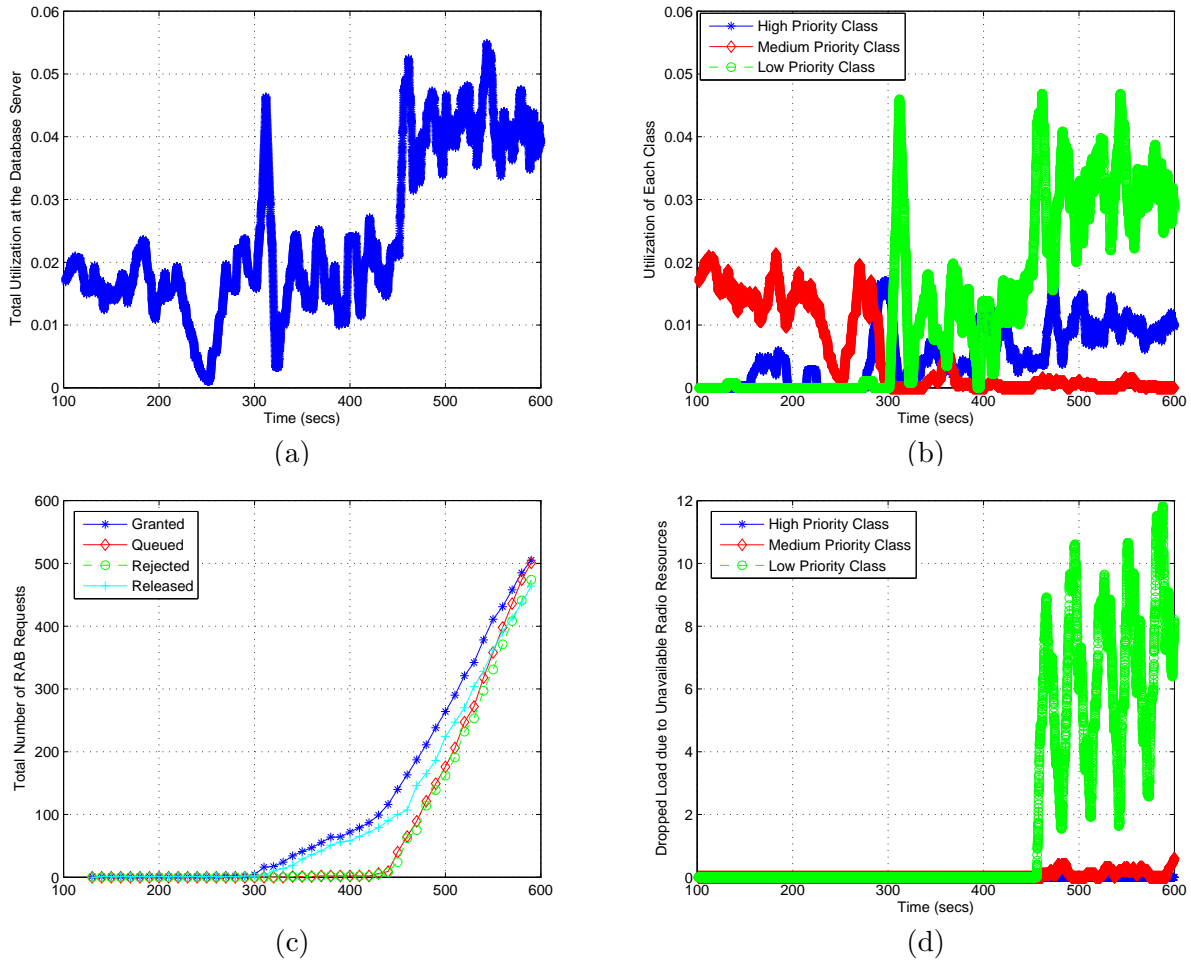 0.06
0.05
0.04
0.03
0.02
0.01
0
100 200 300 400 500 600
Time (secs)
Total Utilization at the Database Server
(a)
0.06
0.05
0.04
0.03
0.02
0.01
0
100 200 300 400 500 600
Time (secs)
Utilization of Each Class
High Priority Class
Medium Priority Class
Low Priority Class
(b)
600
500
400
300
200
100
0
100 200 300 400 500 600
Time (secs)
Total Number of RAB Requests
Granted
Queued
Rejected
Released
(c)
12
10
8
6
4
2
0
100 200 300 400 500 600
Time (secs)
Dropped Load due to Unavailable Radio Resources
High Priority Class
Medium Priority Class
Low Priority Class
(d)